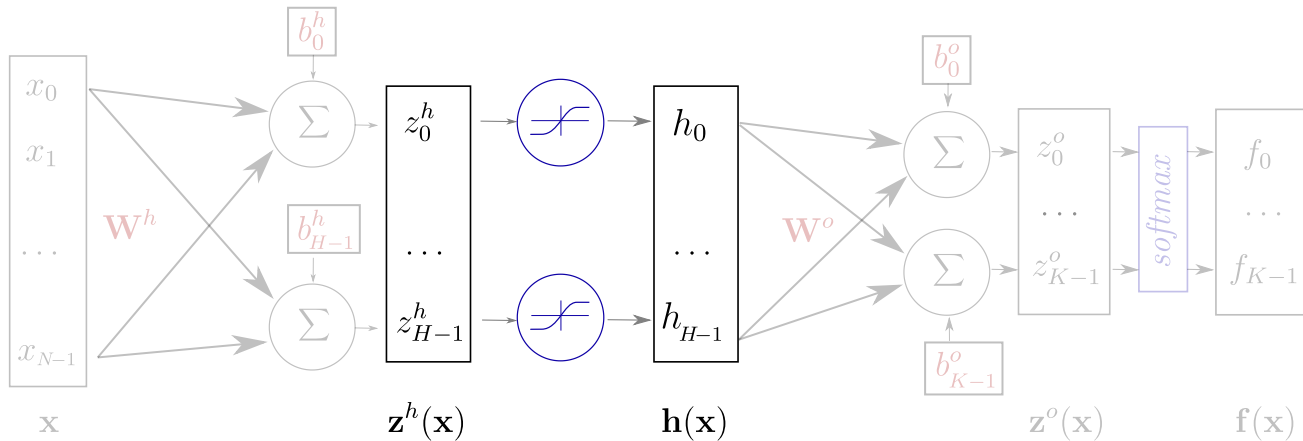 b_0^h
x_0
x_1
...
x_{N-1}
W^h
Σ
b_{H-1}^h
Σ
z_0^h
...
z_{H-1}^h
h_0
...
h_{H-1}
W^o
b_0^o
Σ
Σ
b_{K-1}^o
z_0^o
...
z_{K-1}^o
softmax
f_0
...
f_{K-1}
x z^h(x) h(x) z^o(x) f(x)